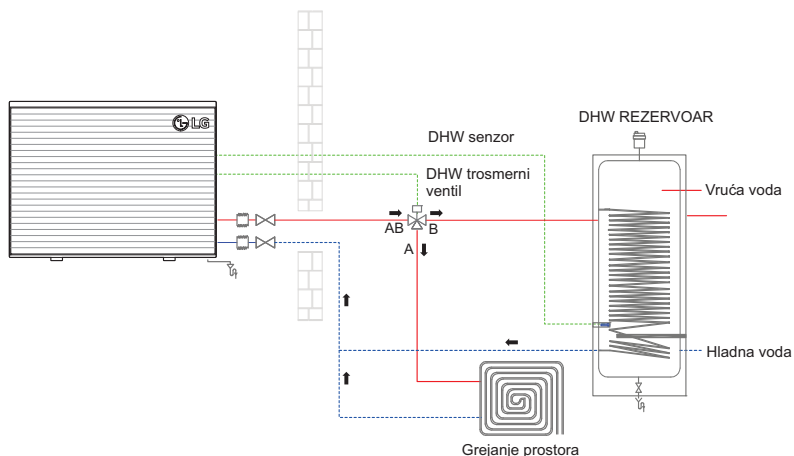 LG
DHW REZERVOAR
DHW senzor
DHW trosmerni
ventil
Vruća voda
AB
B
A
Hladna voda
Grejanje prostora